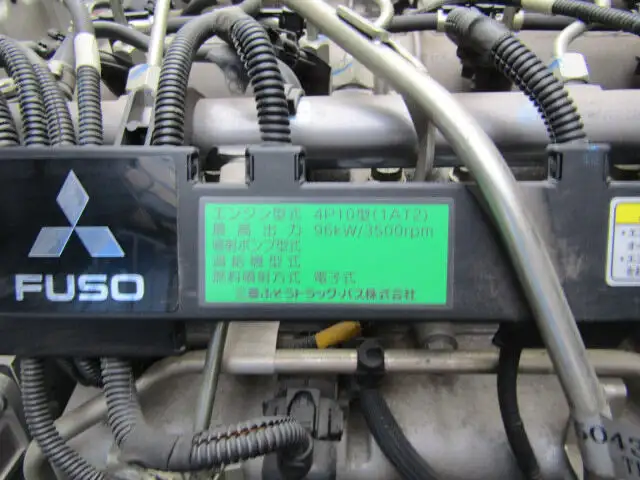 FUSO
エンジン型式 4P10型(1AT2)
最高出力 96kW/3500rpm
噴射ポンプ型式
過給機型式
燃料噴射方式 電子式
三菱ふそうトラック・バス株式会社